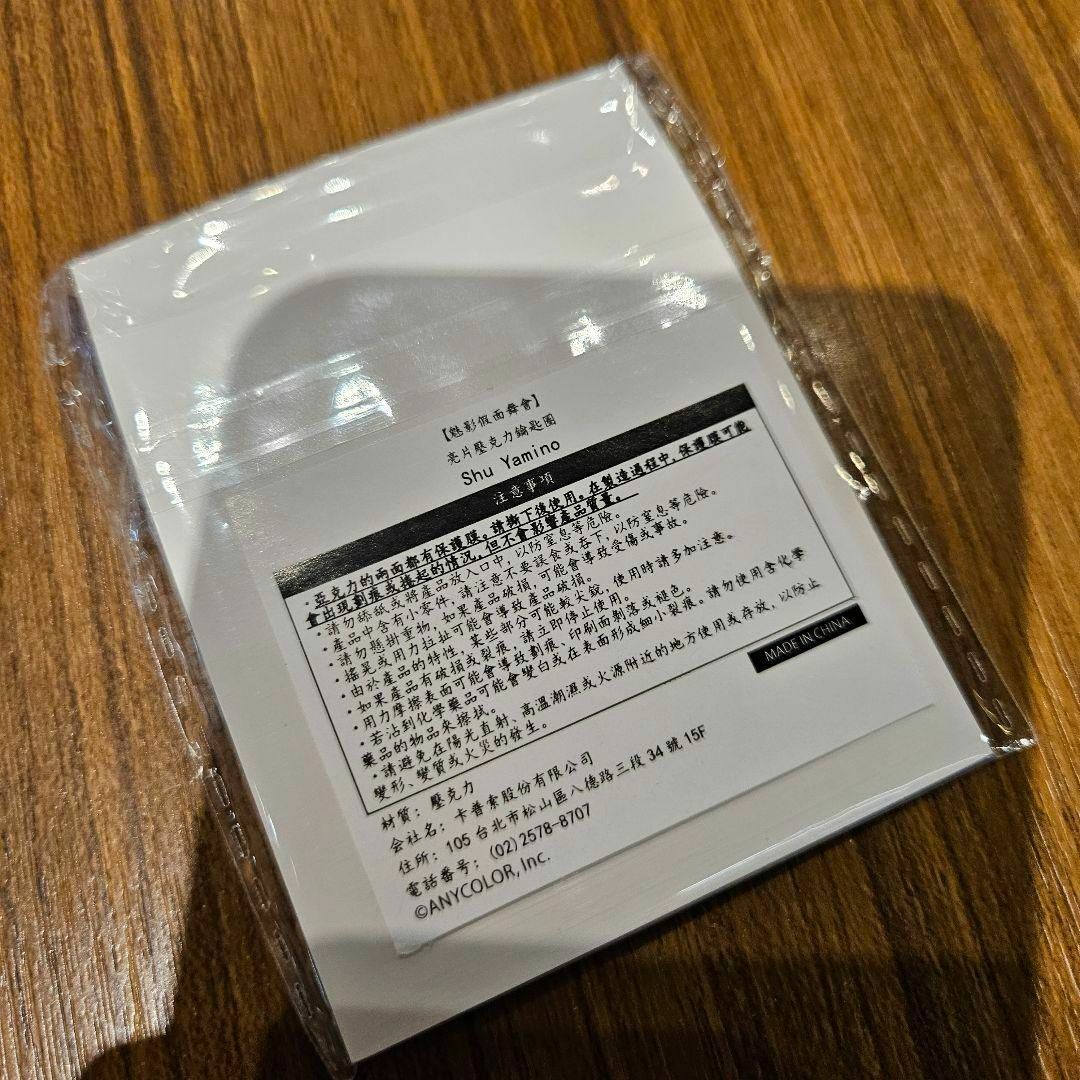 【魅影假面舞會】
亮片壓克力鑰匙圈
Shu Yamino
注意事項
・亞克力的兩面都有保護膜。請撕下後使用。在製造過程中,保護膜可能
會出現劃痕或捲起的情況,但不會影響產品質量。
・請勿舔舐或將產品放入口中,以防窒息等危險。
・產品中含有小零件,請注意不要誤食或吞下,以防窒息等危險。
・請勿懸掛重物,如果產品破損,可能會導致受傷或事故。
・搖晃或用力拉扯可能會導致產品破損。
・由於產品的特性,某些部分可能較尖銳,使用時請多加注意。
・如果產品有破損或裂痕,請立即停止使用。
・用力摩擦表面可能會導致劃痕、印刷面剝落或褪色。
・若沾到化學藥品可能會變白或在表面形成細小裂痕。請勿使用含化學
藥品的物品來擦拭。
・請避免在陽光直射、高溫潮濕或火源附近的地方使用或存放,以防止
變形、變質或火災的發生。
MADE IN CHINA
材質：壓克力
会社名：卡普索股份有限公司
住所：105 台北市松山區八德路三段 34 號 15F
電話番号：(02) 2578-8707
©ANYCOLOR, Inc.